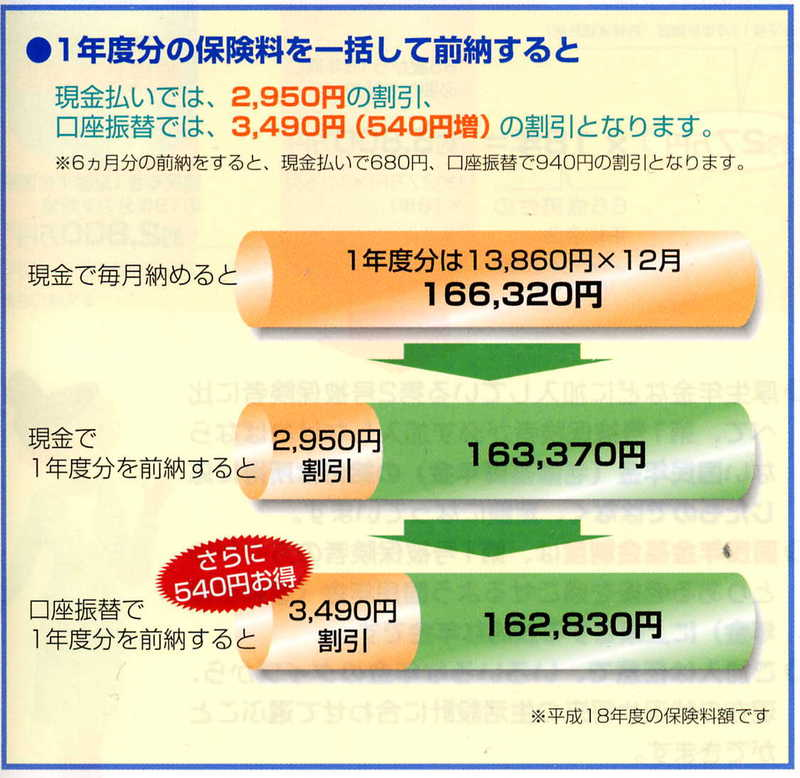 ●1年度分の保険料を一括して前納すると
現金払いでは、2,950円の割引、
口座振替では、3,490円(540円増)の割引となります。
※6ヵ月分の前納をすると、現金払いで680円、口座振替で940円の割引となります。
現金で毎月納めると
1年度分は13,860円×12月
166,320円
現金で
1年度分を前納すると
2,950円
割引
163,370円
さらに
540円お得
口座振替で
1年度分を前納すると
3,490円
割引
162,830円
※平成18年度の保険料額です